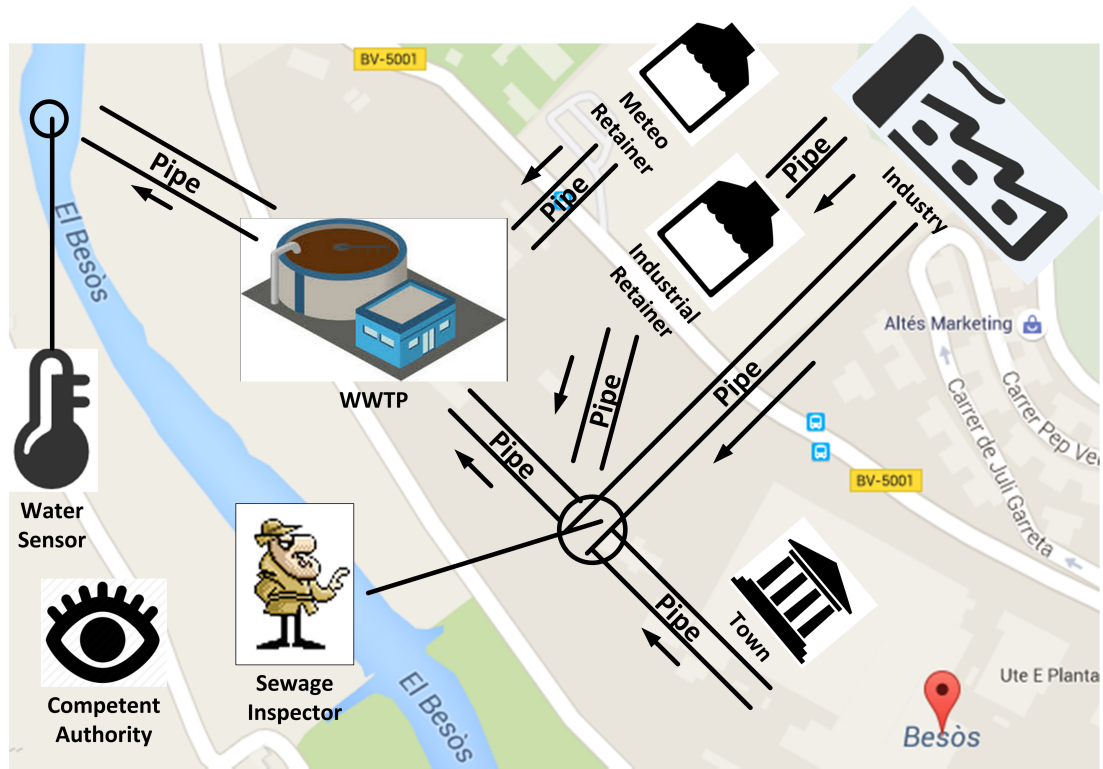 BV-5001
Meteo
Retainer
Pipe
Pipe
Pipe
Industry
El Besòs
Industrial
Retainer
Altés Marketing
WWTP
Pipe
Pipe
Carrer de Juli Garreta
Carrer Pep Ve
Pipe
BV-5001
Water
Sensor
Pipe
Town
Competent
Authority
Sewage
Inspector
El Besòs
Ute E Planta
Besòs